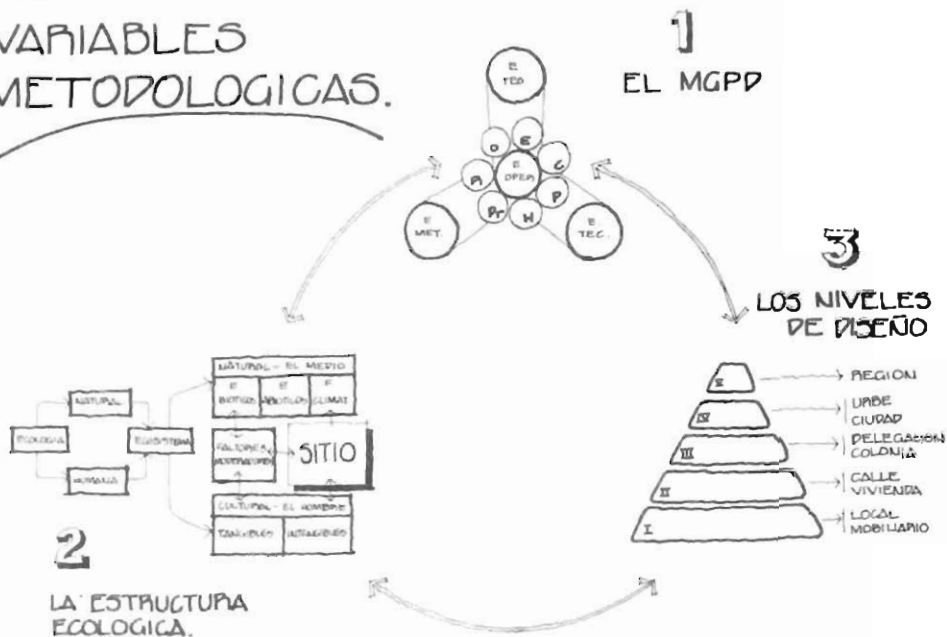 VARIABLES
METODOLOGICAS.
1
EL MGPD
E
TEO.
O
E
A
E
OPER.
C
Pr
H
P
E
MET.
E
TEC.
2
LA ESTRUCTURA
ECOLOGICA.
ECOLOGIA
NATURAL
HUMANA
ECOSISTEMA
NATURAL - EL MEDIO
E
BIOTICOS
E
ABIOTICOS
F
CLIMAT.
FACTORES
MODERADORES
SITIO
CULTURAL - EL HOMBRE
TANGIBLES
INTANGIBLES
3
LOS NIVELES
DE DISEÑO
V
REGION
IV
URBE
CIUDAD
III
DELEGACION
COLONIA
II
CALLE
VIVIENDA
I
LOCAL
MOBILIARIO